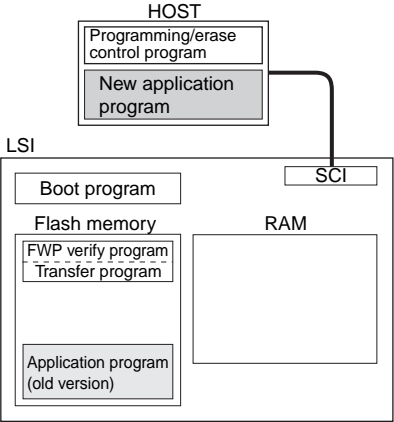 HOST
Programming/erase
control program
New application
program
LSI
SCI
Boot program
Flash memory
RAM
FWP verify program
Transfer program
Application program
(old version)